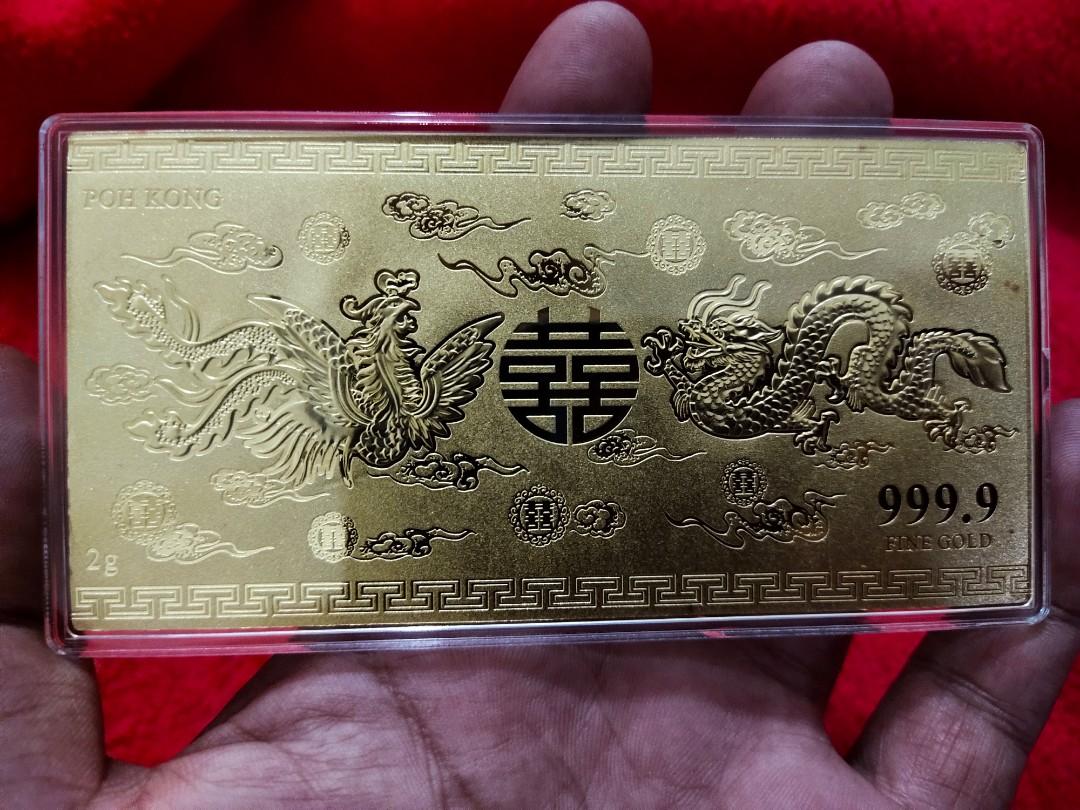 POH KONG
囍
999.9
FINE GOLD
2g